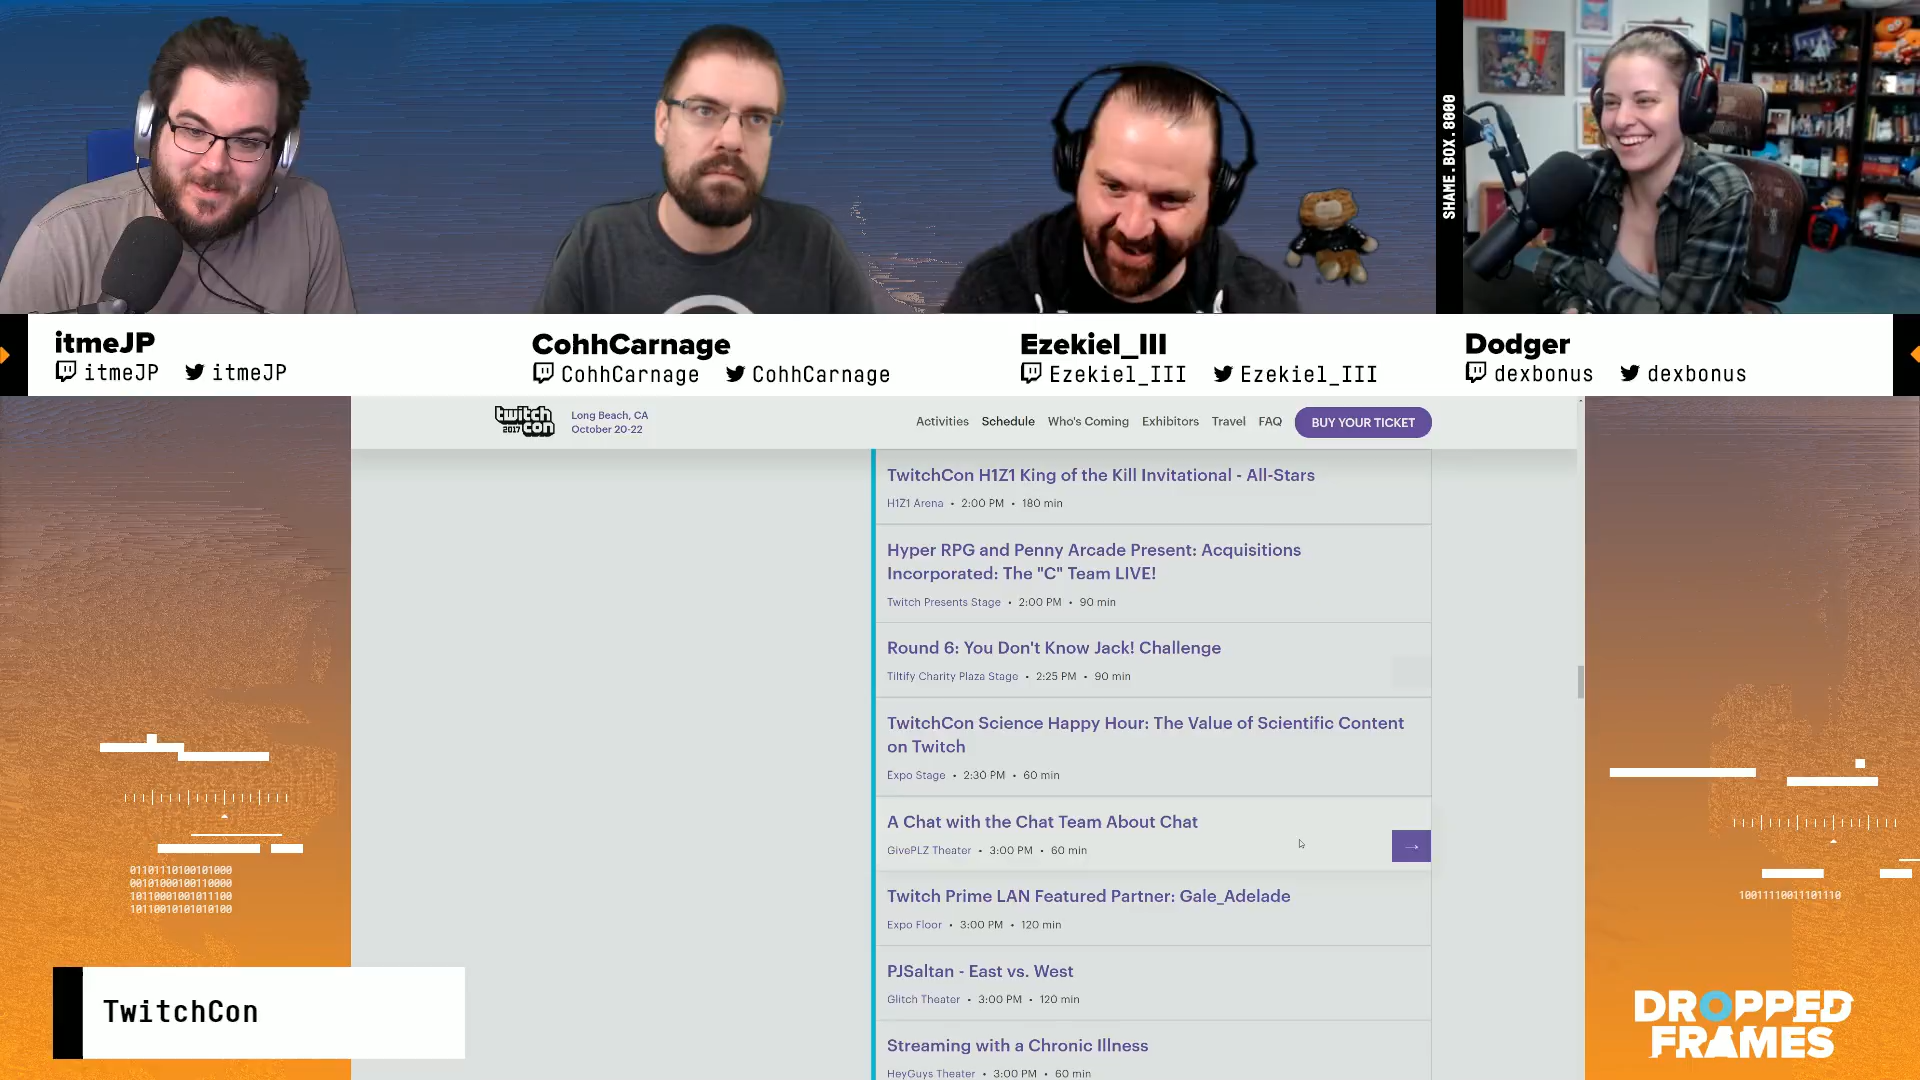 SHAME.BOX.8000
itmeJP
itmeJP itmeJP
CohhCarnage
CohhCarnage CohhCarnage
Ezekiel_III
Ezekiel_III Ezekiel_III
Dodger
dexbonus dexbonus
twitch
2017 con
Long Beach, CA
October 20-22
Activities Schedule Who's Coming Exhibitors Travel FAQ BUY YOUR TICKET
TwitchCon H1Z1 King of the Kill Invitational - All-Stars
H1Z1 Arena • 2:00 PM • 180 min
Hyper RPG and Penny Arcade Present: Acquisitions
Incorporated: The "C" Team LIVE!
Twitch Presents Stage • 2:00 PM • 90 min
Round 6: You Don't Know Jack! Challenge
Tiltify Charity Plaza Stage • 2:25 PM • 90 min
TwitchCon Science Happy Hour: The Value of Scientific Content
on Twitch
Expo Stage • 2:30 PM • 60 min
A Chat with the Chat Team About Chat
GivePLZ Theater • 3:00 PM • 60 min
→
Twitch Prime LAN Featured Partner: Gale_Adelade
Expo Floor • 3:00 PM • 120 min
PJSaltan - East vs. West
Glitch Theater • 3:00 PM • 120 min
Streaming with a Chronic Illness
HeyGuys Theater • 3:00 PM • 60 min
01101110100101000
00101000100110000
10110001001011100
10110010101010100
10011110011101110
TwitchCon
DROPPED
FRAMES